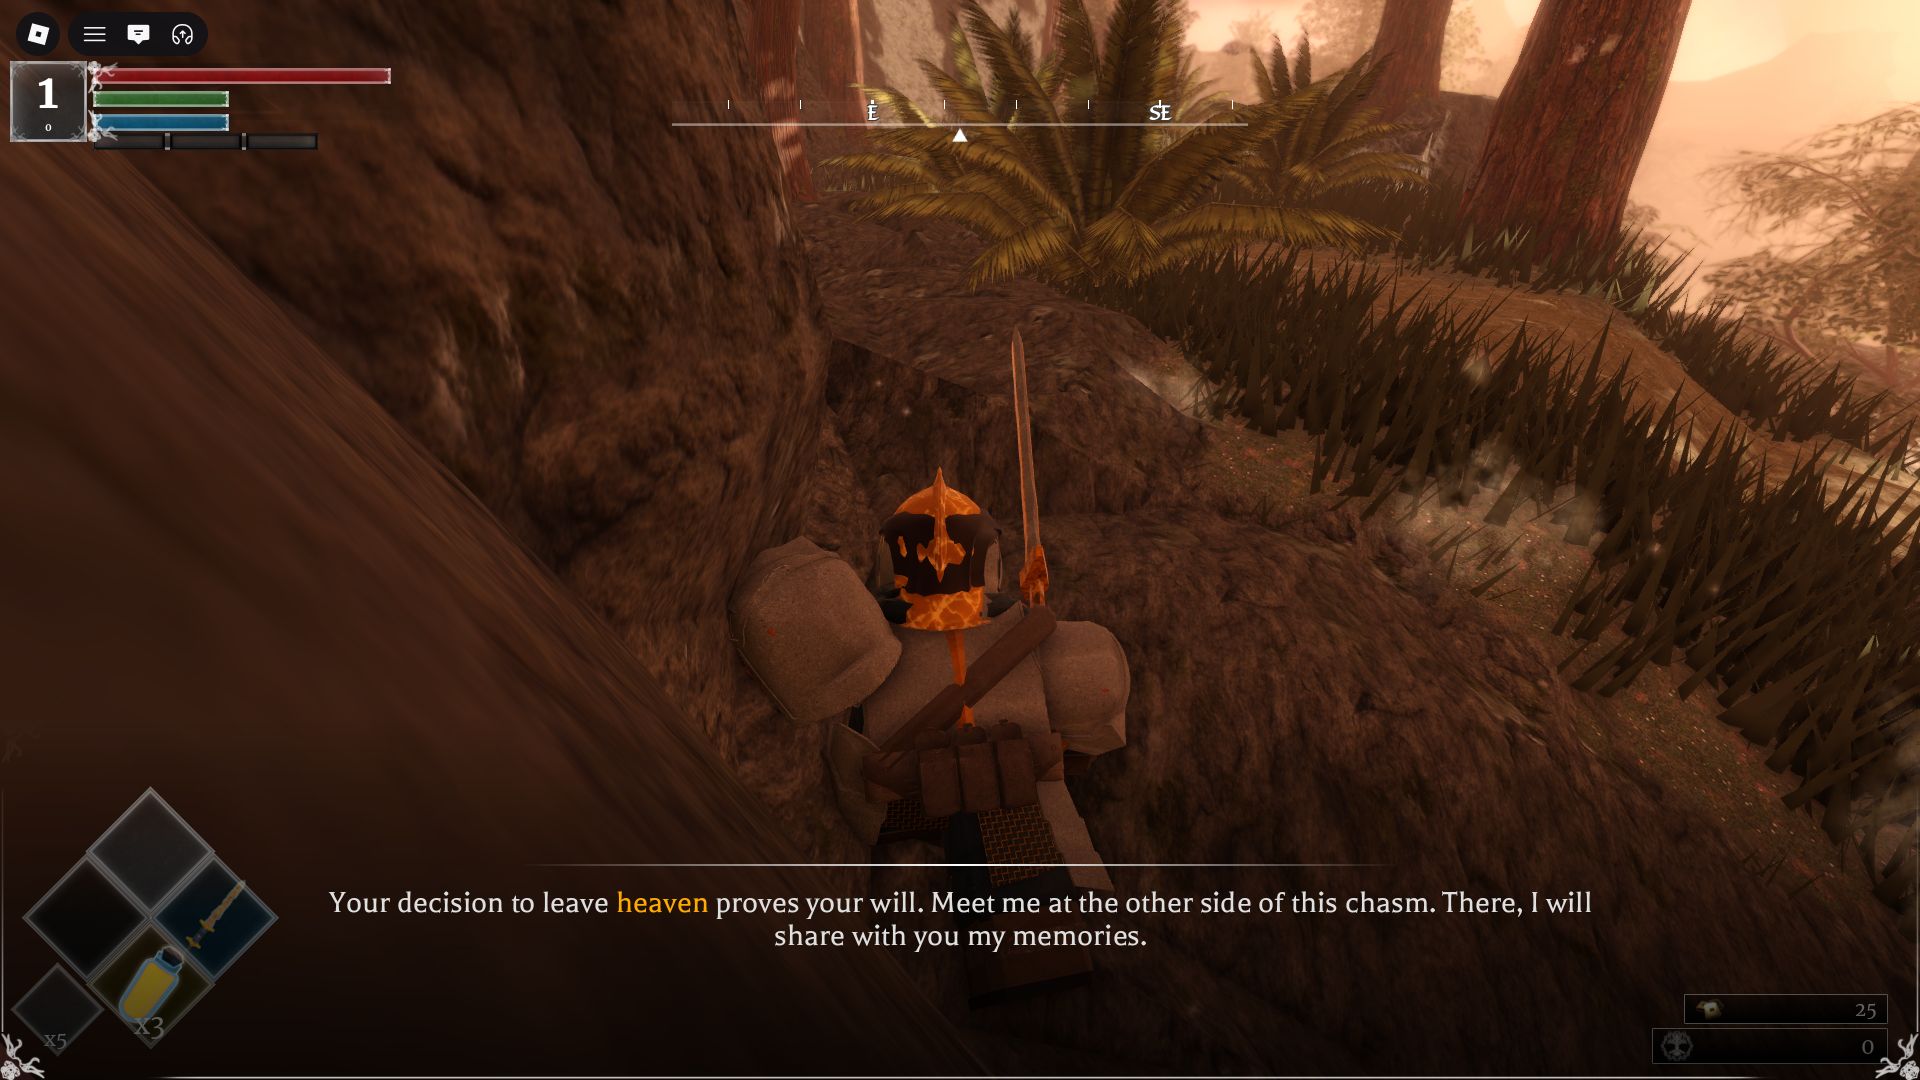 1
0
E
SE
Your decision to leave heaven proves your will. Meet me at the other side of this chasm. There, I will
share with you my memories.
x3
x5
25
0